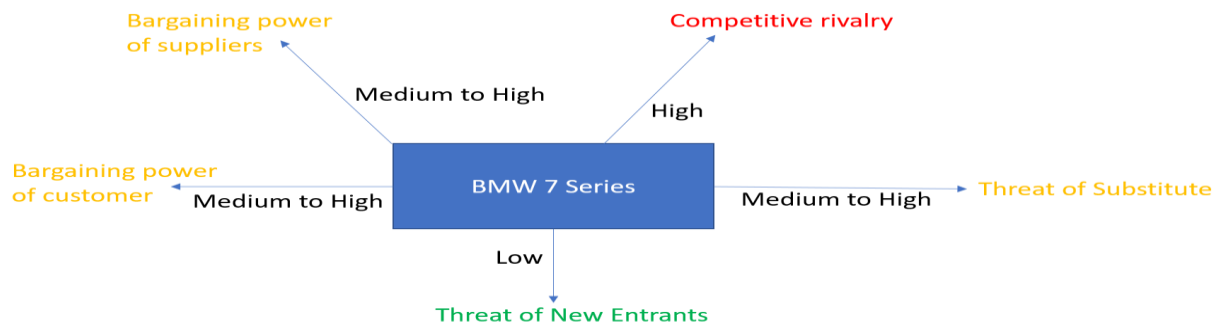 Bargaining power
of suppliers
Competitive rivalry
Medium to High
High
Bargaining power
of customer
Medium to High
BMW 7 Series
Medium to High
Threat of Substitute
Low
Threat of New Entrants